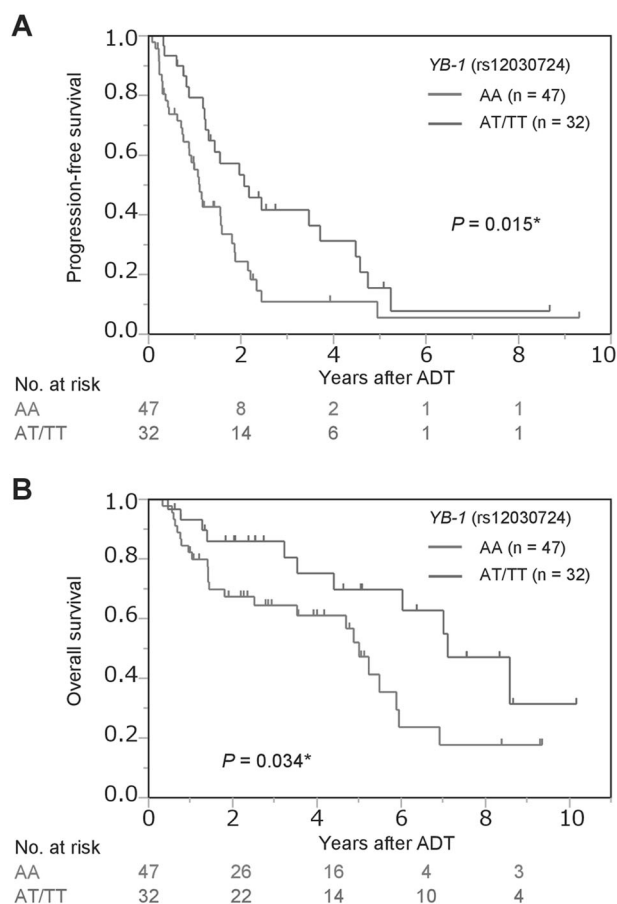 A
Progression-free survival
1.0
0.8
0.6
0.4
0.2
0.0
YB-1 (rs12030724)
AA (n = 47)
AT/TT (n = 32)
P = 0.015*
0 2 4 6 8 10
Years after ADT
No. at risk
AA 47 8 2 1 1
AT/TT 32 14 6 1 1
B
Overall survival
1.0
0.8
0.6
0.4
0.2
0.0
YB-1 (rs12030724)
AA (n = 47)
AT/TT (n = 32)
P = 0.034*
0 2 4 6 8 10
Years after ADT
No. at risk
AA 47 26 16 4 3
AT/TT 32 22 14 10 4